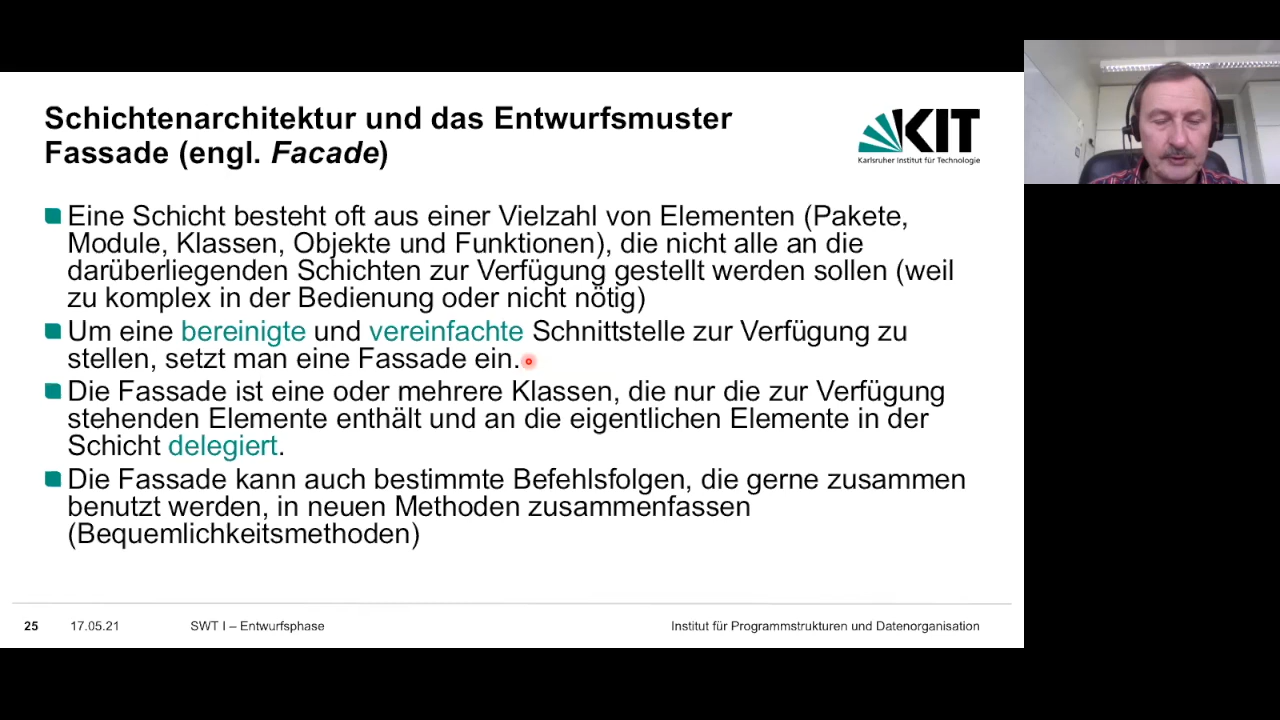 Schichtenarchitektur und das Entwurfsmuster
Fassade (engl. Facade)
KIT
Karlsruher Institut für Technologie
Eine Schicht besteht oft aus einer Vielzahl von Elementen (Pakete,
Module, Klassen, Objekte und Funktionen), die nicht alle an die
darüberliegenden Schichten zur Verfügung gestellt werden sollen (weil
zu komplex in der Bedienung oder nicht nötig)
Um eine bereinigte und vereinfachte Schnittstelle zur Verfügung zu
stellen, setzt man eine Fassade ein.
Die Fassade ist eine oder mehrere Klassen, die nur die zur Verfügung
stehenden Elemente enthält und an die eigentlichen Elemente in der
Schicht delegiert.
Die Fassade kann auch bestimmte Befehlsfolgen, die gerne zusammen
benutzt werden, in neuen Methoden zusammenfassen
(Bequemlichkeitsmethoden)
25 17.05.21 SWT I – Entwurfsphase Institut für Programmstrukturen und Datenorganisation